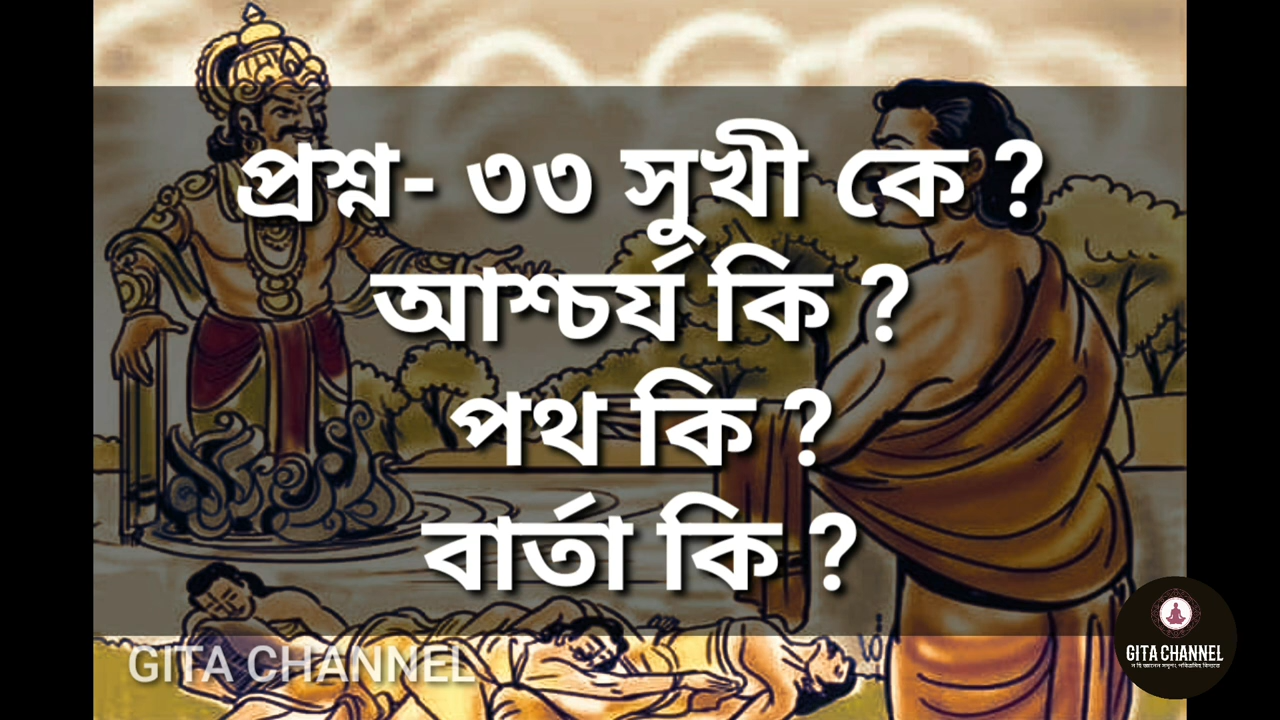 প্রশ্ন- ৩৩ সুখী কে ?
আশ্চর্য কি ?
পথ কি ?
বার্তা কি ?
GITA CHANNEL
GITA CHANNEL